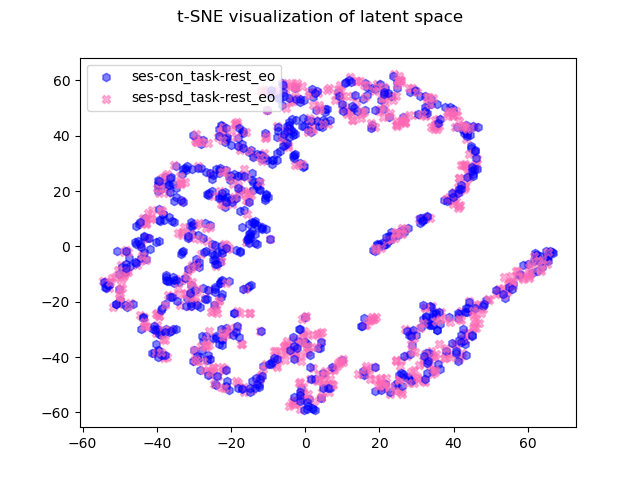 t-SNE visualization of latent space
ses-con_task-rest_eo
ses-psd_task-rest_eo
60
40
20
0
−20
−40
−60
−60 −40 −20 0 20 40 60